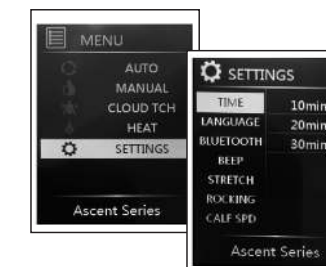 MENU
AUTO
MANUAL
CLOUD TCH
HEAT
SETTINGS
Ascent Series
SETTINGS
TIME 10min
LANGUAGE 20min
BLUETOOTH 30min
BEEP
STRETCH
ROCKING
CALF SPD
Ascent Series